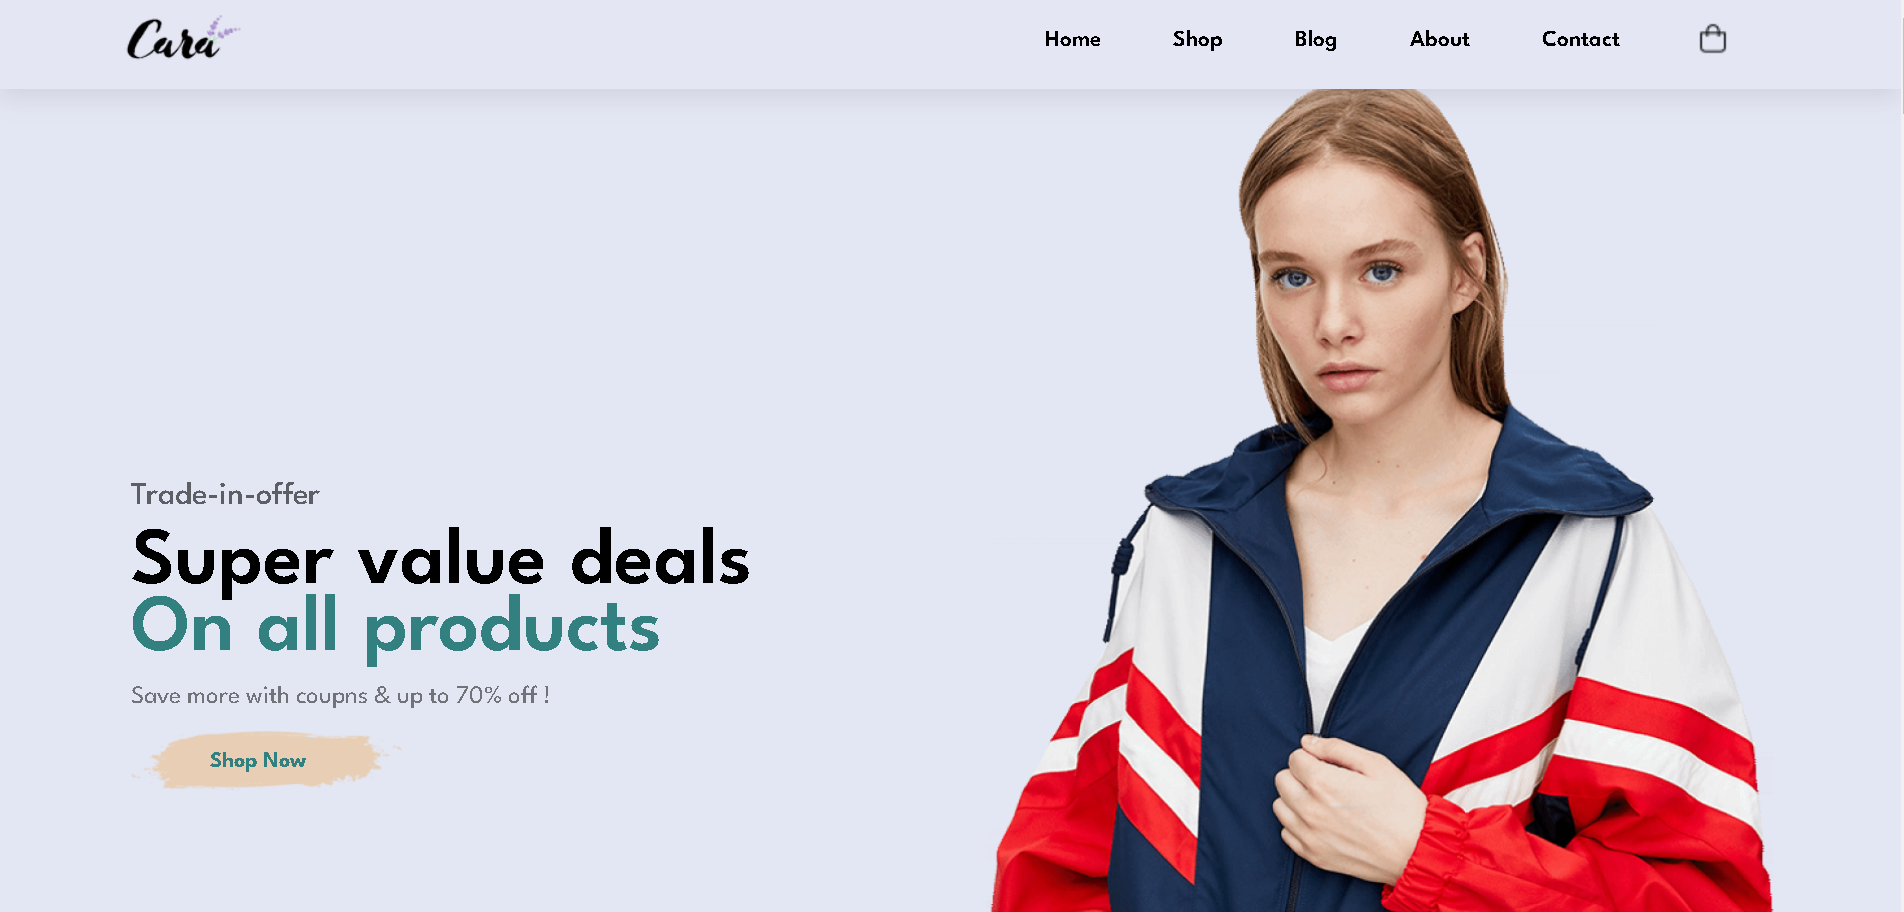 Cara
Home Shop Blog About Contact
Trade-in-offer
Super value deals
On all products
Save more with coupns & up to 70% off !
Shop Now